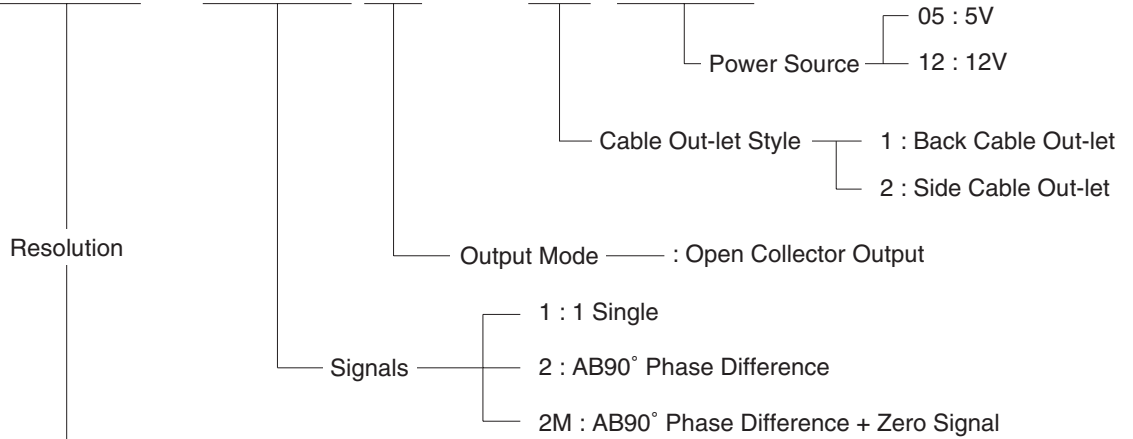 05 : 5V
Power Source
12 : 12V
Cable Out-let Style
1 : Back Cable Out-let
2 : Side Cable Out-let
Resolution
Output Mode
: Open Collector Output
1 : 1 Single
Signals
2 : AB90° Phase Difference
2M : AB90° Phase Difference + Zero Signal